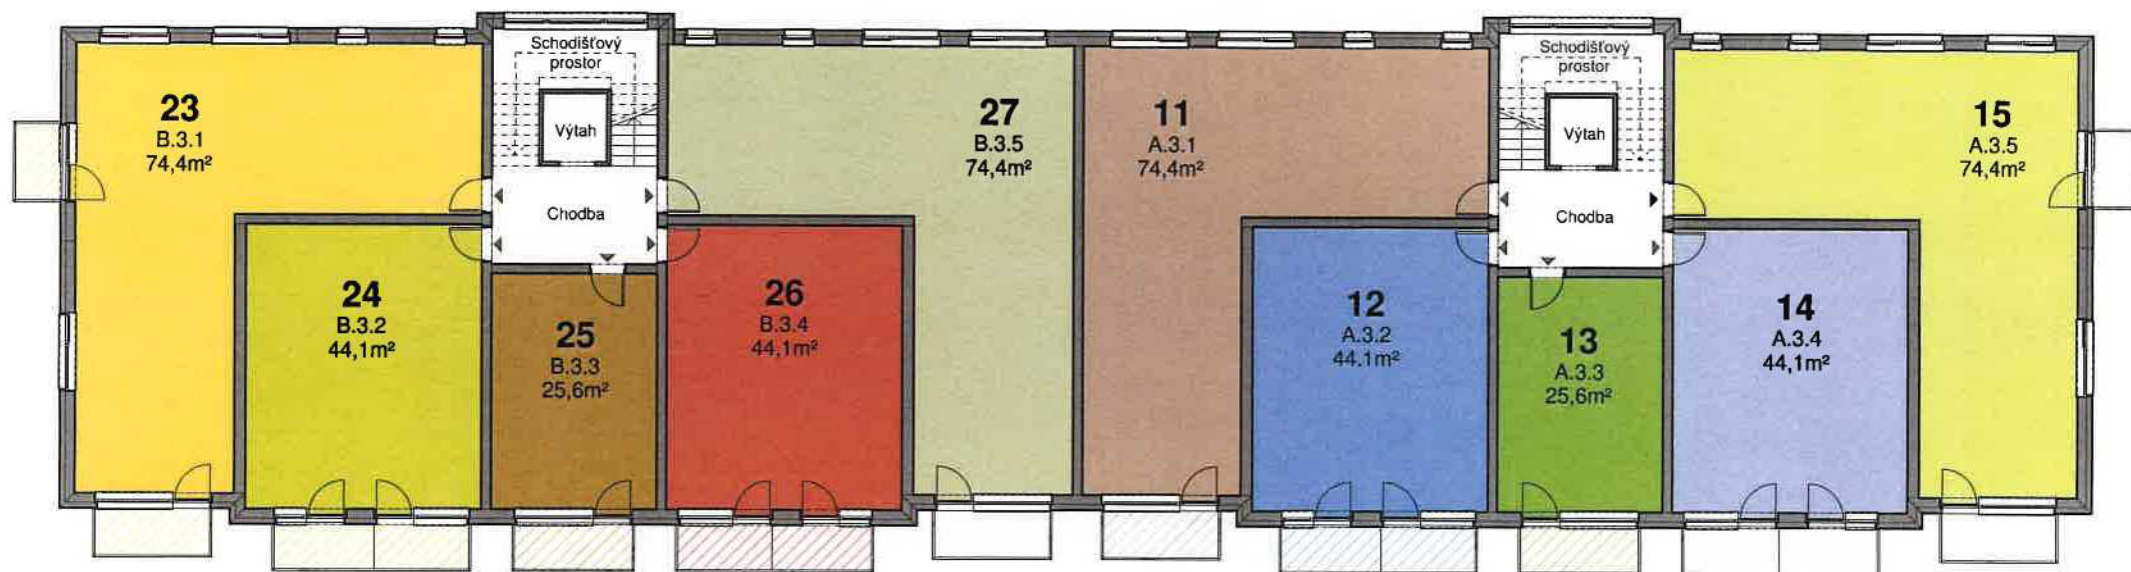 Schodišťový
prostor
Výtah
Chodba
Schodišťový
prostor
Výtah
Chodba
23
B.3.1
74,4m²
24
B.3.2
44,1m²
25
B.3.3
25,6m²
26
B.3.4
44,1m²
27
B.3.5
74,4m²
11
A.3.1
74,4m²
12
A.3.2
44.1m²
13
A.3.3
25,6m²
14
A.3.4
44,1m²
15
A.3.5
74,4m²